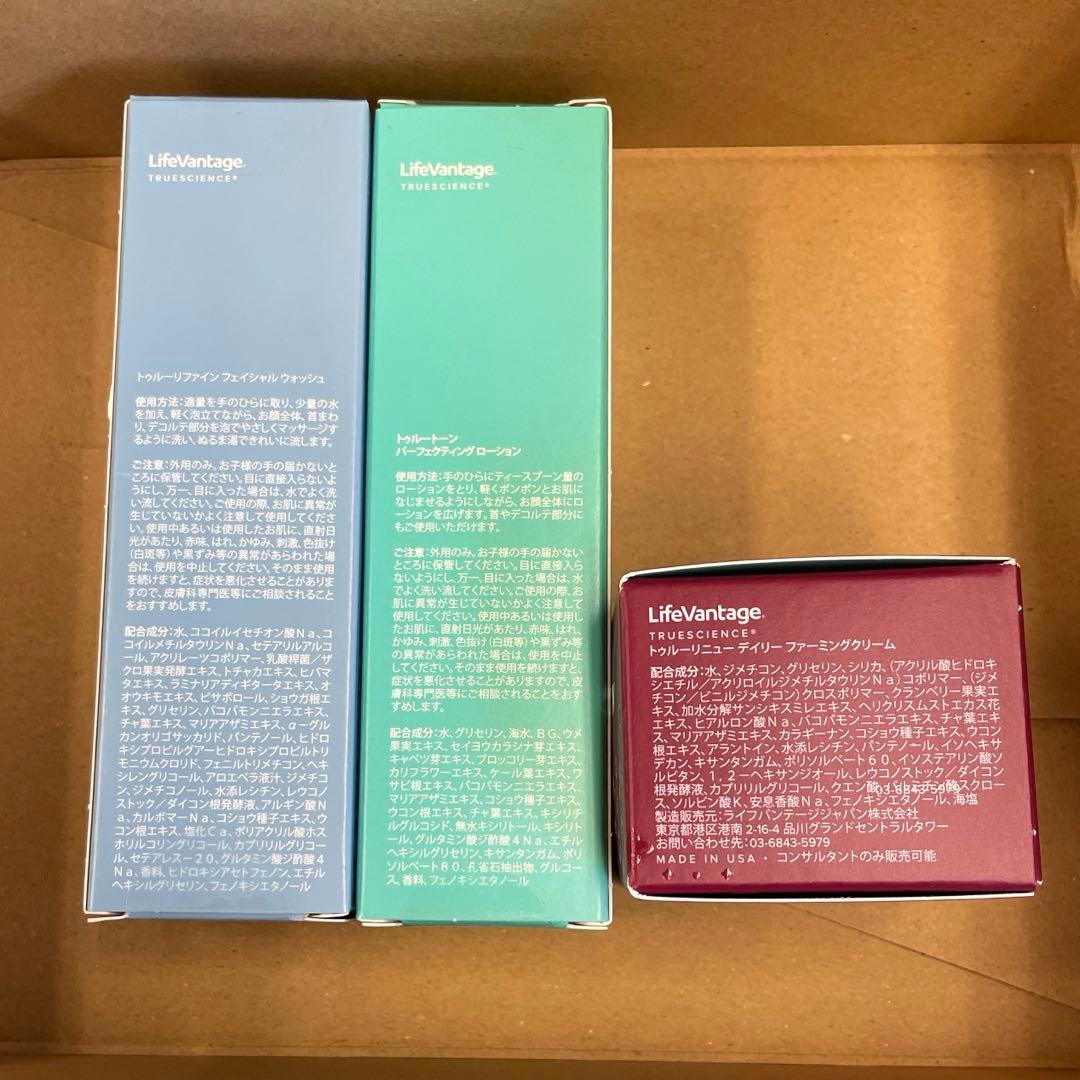 LifeVantage®
TRUESCIENCE®
トゥルーリファイン フェイシャル ウォッシュ
使用方法：適量を手のひらに取り、少量の水
を加え、軽く泡立てながら、お顔全体、首まわ
り、デコルテ部分を泡でやさしくマッサージす
るように洗い、ぬるま湯できれいに流します。
ご注意：外用のみ。お子様の手の届かないと
ころに保管してください。目に直接入らないよ
うにし、万一、目に入った場合は、水でよく洗
い流してください。ご使用の際、お肌に異常が
生じていないかよく注意して使用してくださ
い。使用中あるいは使用したお肌に、直射日
光があたり、赤味、はれ、かゆみ、刺激、色抜け
（白斑等）や黒ずみ等の異常があらわれた場合
は、使用を中止してください。そのまま使用
を続けますと、症状を悪化させることがありま
すので、皮膚科専門医等にご相談されること
をおすすめします。
配合成分：水、ココイルイセチオン酸Ｎａ、コ
コイルメチルタウリンＮａ、セテアリルアルコ
ール、アクリレーツコポリマー、乳酸桿菌／ザ
クロ果実発酵エキス、トチャカエキス、ヒバマ
タエキス、ラミナリアディギタータエキス、オ
オウキモエキス、ビサボロール、ショウガ根エ
キス、グリセリン、バコパモンニエラエキス、
チャ葉エキス、マリアアザミエキス、α－グル
カンオリゴサッカリド、パンテノール、ヒドロ
キシプロピルグアーヒドロキシプロピルトリ
モニウムクロリド、フェニルトリメチコン、ヘキ
シレングリコール、アロエベラ液汁、ジメチコ
ン、ジメチコノール、水添レシチン、レウコノ
ストック／ダイコン根発酵液、アルギン酸Ｎ
ａ、カルボマーＮａ、コショウ種子エキス、ウ
コン根エキス、塩化Ｃａ、ポリアクリル酸ホス
ホリルコリングリコール、カプリリルグリコー
ル、セテアレス－２０、グルタミン酸ジ酢酸４
Ｎａ、香料、ヒドロキシアセトフェノン、エチル
ヘキシルグリセリン、フェノキシエタノール
LifeVantage®
TRUESCIENCE®
トゥルートーン
パーフェクティング ローション
使用方法：手のひらにティースプーン量の
ローションをとり、軽くポンポンとお肌に
なじませるようにしながら、お顔全体にロ
ーションを広げます。首やデコルテ部分に
もご使用いただけます。
ご注意：外用のみ。お子様の手の届かない
ところに保管してください。目に直接入ら
ないようにし、万一、目に入った場合は、水
でよく洗い流してください。ご使用の際、お
肌に異常が生じていないかよく注意して
使用してください。使用中あるいは使用し
たお肌に、直射日光があたり、赤味、はれ、
かゆみ、刺激、色抜け（白斑等）や黒ずみ等
の異常があらわれた場合は、使用を中止し
てください。そのまま使用を続けますと、
症状を悪化させることがありますので、皮
膚科専門医等にご相談されることをおすす
めします。
配合成分：水、グリセリン、海水、ＢＧ、ウメ
果実エキス、セイヨウカラシナ芽エキス、
キャベツ芽エキス、ブロッコリー芽エキス、
カリフラワーエキス、ケール葉エキス、ワ
サビ根エキス、バコパモンニエラエキス、
マリアアザミエキス、コショウ種子エキス、
ウコン根エキス、チャ葉エキス、キシリチ
ルグルコシド、無水キシリトール、キシリト
ール、グルタミン酸ジ酢酸４Ｎａ、エチル
ヘキシルグリセリン、キサンタンガム、ポリ
ソルベート８０、孔雀石抽出物、グルコー
ス、香料、フェノキシエタノール
LifeVantage®
TRUESCIENCE®
トゥルーリニュー デイリー ファーミングクリーム
配合成分：水、ジメチコン、グリセリン、シリカ、（アクリル酸ヒドロキ
シエチル／アクリロイルジメチルタウリンＮａ）コポリマー、（ジメ
チコン／ビニルジメチコン）クロスポリマー、クランベリー果実エ
キス、加水分解サンシキスミレエキス、ヘリクリスムストエカス花
エキス、ヒアルロン酸Ｎａ、バコパモンニエラエキス、チャ葉エキ
ス、マリアアザミエキス、カラギーナン、コショウ種子エキス、ウコン
根エキス、アラントイン、水添レシチン、パンテノール、イソヘキサ
デカン、キサンタンガム、ポリソルベート６０、イソステアリン酸ソ
ルビタン、１，２－ヘキサンジオール、レウコノストック／ダイコン
根発酵液、カプリリルグリコール、クエン酸、パルミチン酸スクロー
ス、ソルビン酸Ｋ、安息香酸Ｎａ、フェノキシエタノール、海塩
03-6843-5979
製造販売元：ライフバンテージジャパン株式会社
東京都港区港南 2-16-4 品川グランドセントラルタワー
お問い合わせ先：03-6843-5979
MADE IN USA ・ コンサルタントのみ販売可能